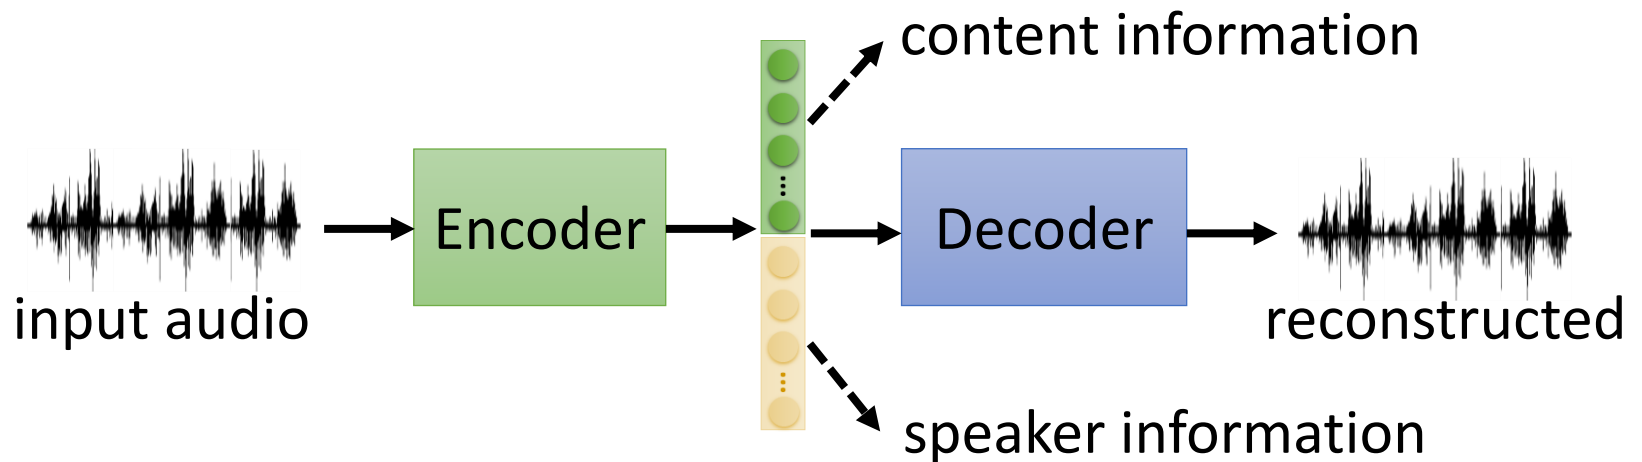 content information
Encoder
Decoder
input audio
reconstructed
speaker information